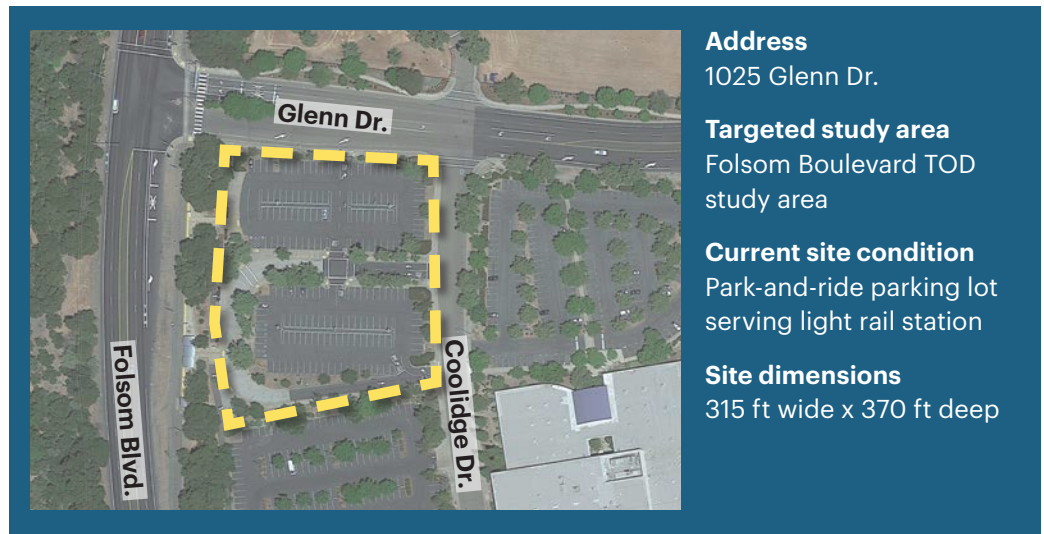 Glenn Dr.
Folsom Blvd.
Coolidge Dr.
Address
1025 Glenn Dr.
Targeted study area
Folsom Boulevard TOD
study area
Current site condition
Park-and-ride parking lot
serving light rail station
Site dimensions
315 ft wide x 370 ft deep